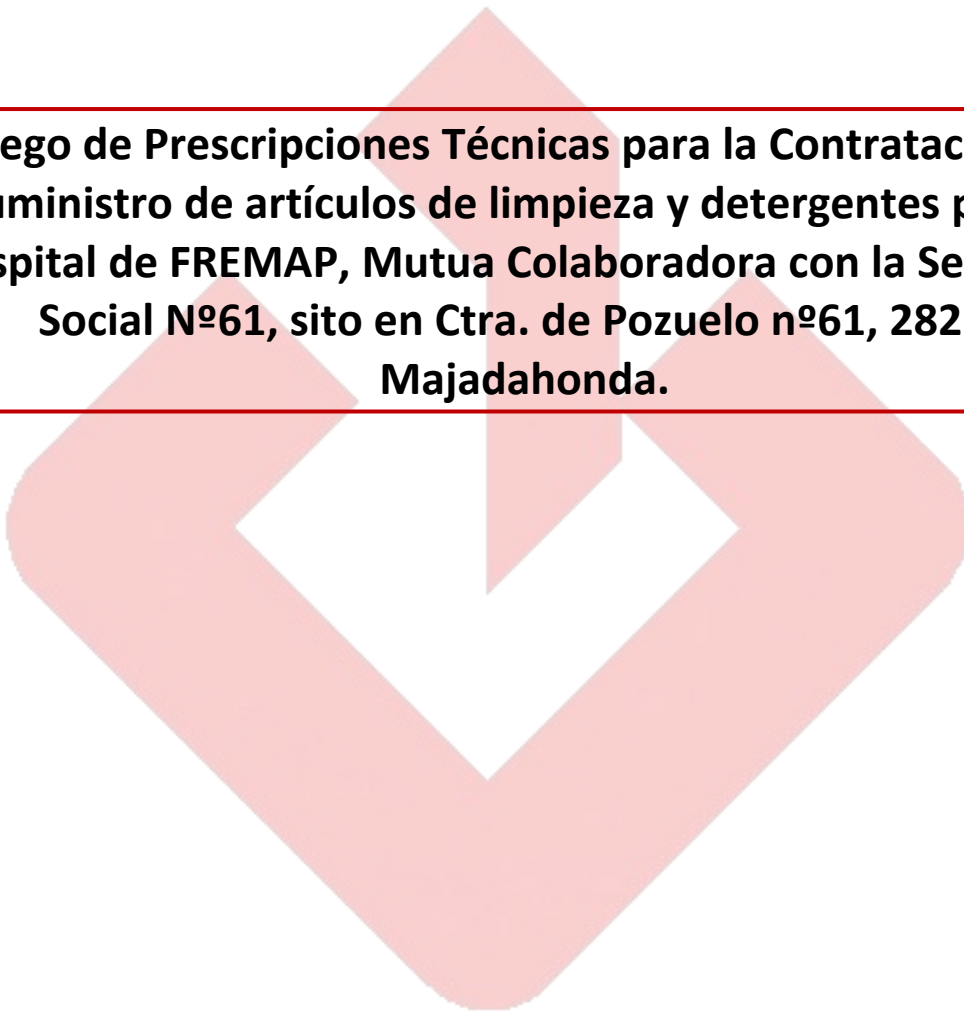 ego de Prescripciones Técnicas para la Contratac
uministro de artículos de limpieza y detergentes p
spital de FREMAP, Mutua Colaboradora con la Se
Social Nº61, sito en Ctra. de Pozuelo nº61, 282
Majadahonda.